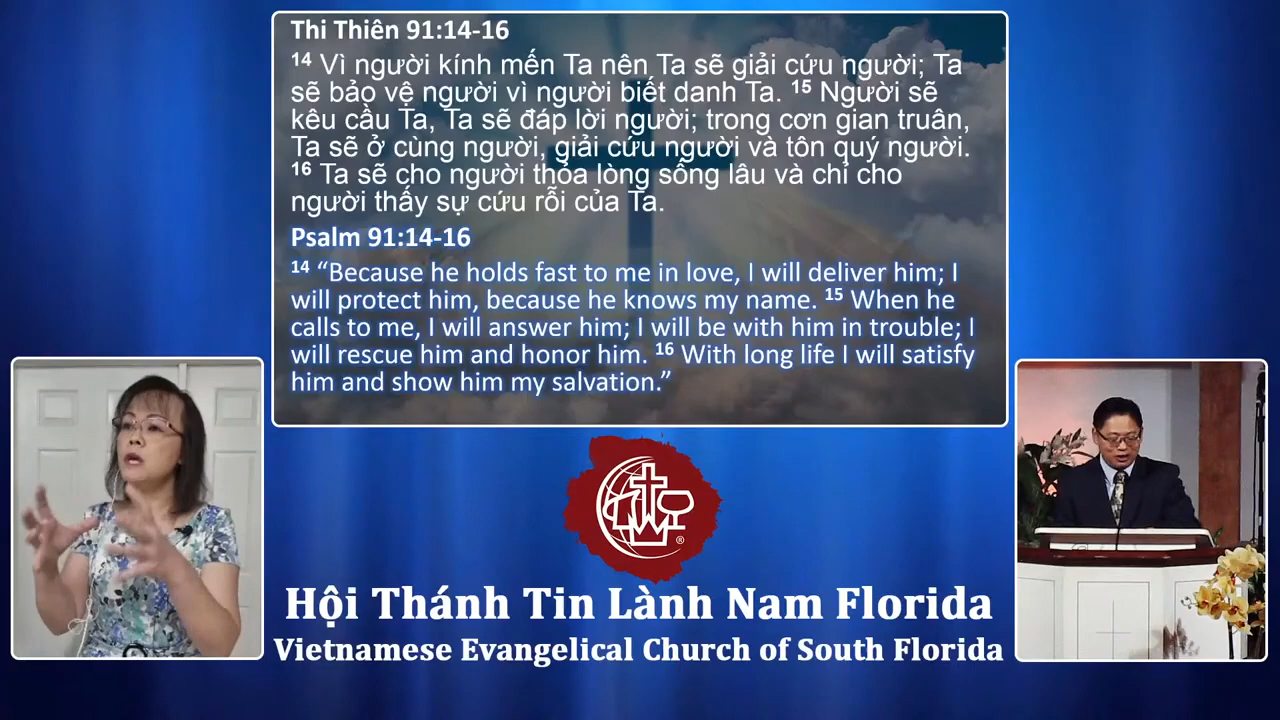 Thi Thiên 91:14-16
14 Vì người kính mến Ta nên Ta sẽ giải cứu người; Ta
sẽ bảo vệ người vì người biết danh Ta. 15 Người sẽ
kêu cầu Ta, Ta sẽ đáp lời người; trong cơn gian truân,
Ta sẽ ở cùng người, giải cứu người và tôn quý người.
16 Ta sẽ cho người thỏa lòng sống lâu và chỉ cho
người thấy sự cứu rỗi của Ta.
Psalm 91:14-16
14 “Because he holds fast to me in love, I will deliver him; I
will protect him, because he knows my name. 15 When he
calls to me, I will answer him; I will be with him in trouble; I
will rescue him and honor him. 16 With long life I will satisfy
him and show him my salvation.”
®
Hội Thánh Tin Lành Nam Florida
Vietnamese Evangelical Church of South Florida